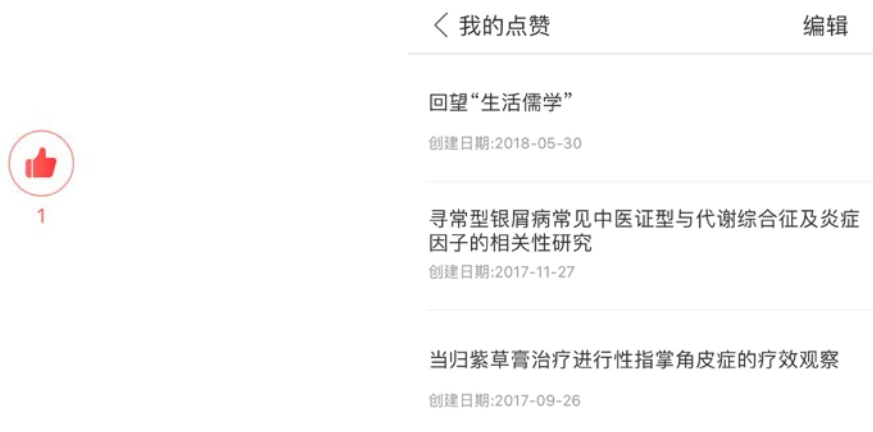 我的点赞 编辑
回望“生活儒学”
创建日期:2018-05-30
1
寻常型银屑病常见中医证型与代谢综合征及炎症
因子的相关性研究
创建日期:2017-11-27
当归紫草膏治疗进行性指掌角皮症的疗效观察
创建日期:2017-09-26